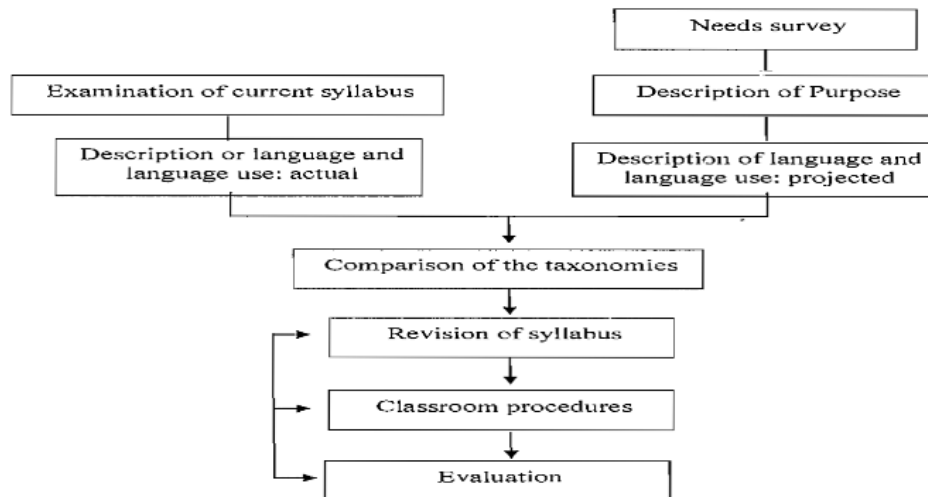 Needs survey
Examination of current syllabus
Description of Purpose
Description or language and
language use: actual
Description of language and
language use: projected
Comparison of the taxonomies
Revision of syllabus
Classroom procedures
Evaluation